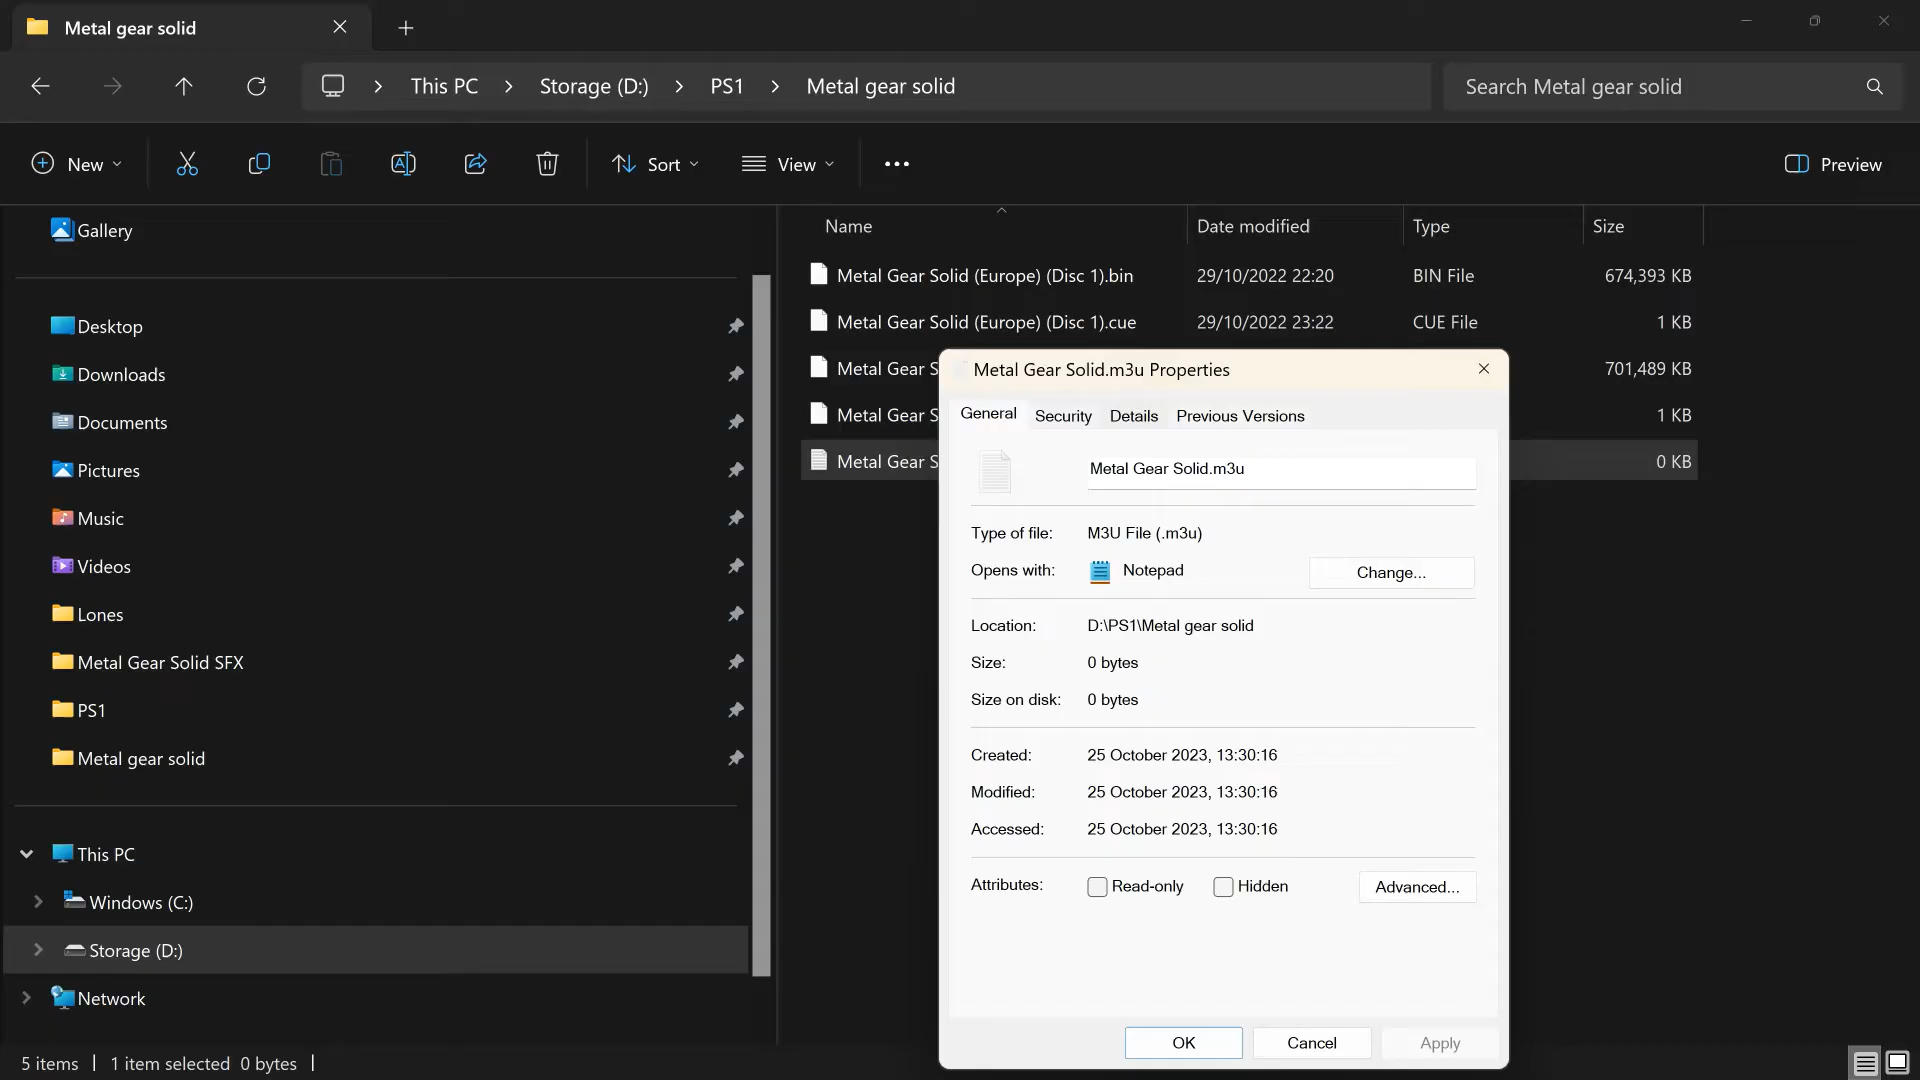 Metal gear solid
This PC
Storage (D:)
PS1
Metal gear solid
Search Metal gear solid
New
Sort
View
Preview
Gallery
Desktop
Downloads
Documents
Pictures
Music
Videos
Lones
Metal Gear Solid SFX
PS1
Metal gear solid
This PC
Windows (C:)
Storage (D:)
Network
Name Date modified Type Size
Metal Gear Solid (Europe) (Disc 1).bin 29/10/2022 22:20 BIN File 674,393 KB
Metal Gear Solid (Europe) (Disc 1).cue 29/10/2022 23:22 CUE File 1 KB
Metal Gear S 701,489 KB
Metal Gear S 1 KB
Metal Gear S 0 KB
Metal Gear Solid.m3u Properties
General Security Details Previous Versions
Metal Gear Solid.m3u
Type of file: M3U File (.m3u)
Opens with: Notepad Change...
Location: D:\PS1\Metal gear solid
Size: 0 bytes
Size on disk: 0 bytes
Created: 25 October 2023, 13:30:16
Modified: 25 October 2023, 13:30:16
Accessed: 25 October 2023, 13:30:16
Attributes: Read-only Hidden Advanced...
OK Cancel Apply
5 items 1 item selected 0 bytes